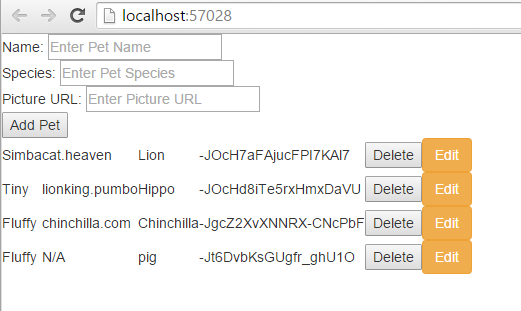 localhost:57028
Name: Enter Pet Name
Species: Enter Pet Species
Picture URL: Enter Picture URL
Add Pet
Simba cat.heaven Lion -JOcH7aFAjucFPI7KAl7 Delete Edit
Tiny lionking.pumbo Hippo -JOcHd8iTe5rxHmxDaVU Delete Edit
Fluffy chinchilla.com Chinchilla -JgcZ2XvXNNRX-CNcPbF Delete Edit
Fluffy N/A pig -Jt6DvbKsGUgfr_ghU1O Delete Edit